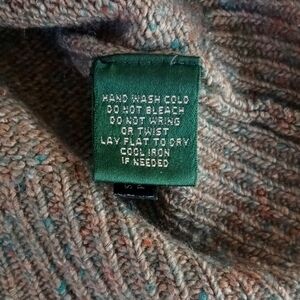 HAND WASH COLD
DO NOT BLEACH
DO NOT WRING
OR TWIST
LAY FLAT TO DRY
COOL IRON
IF NEEDED